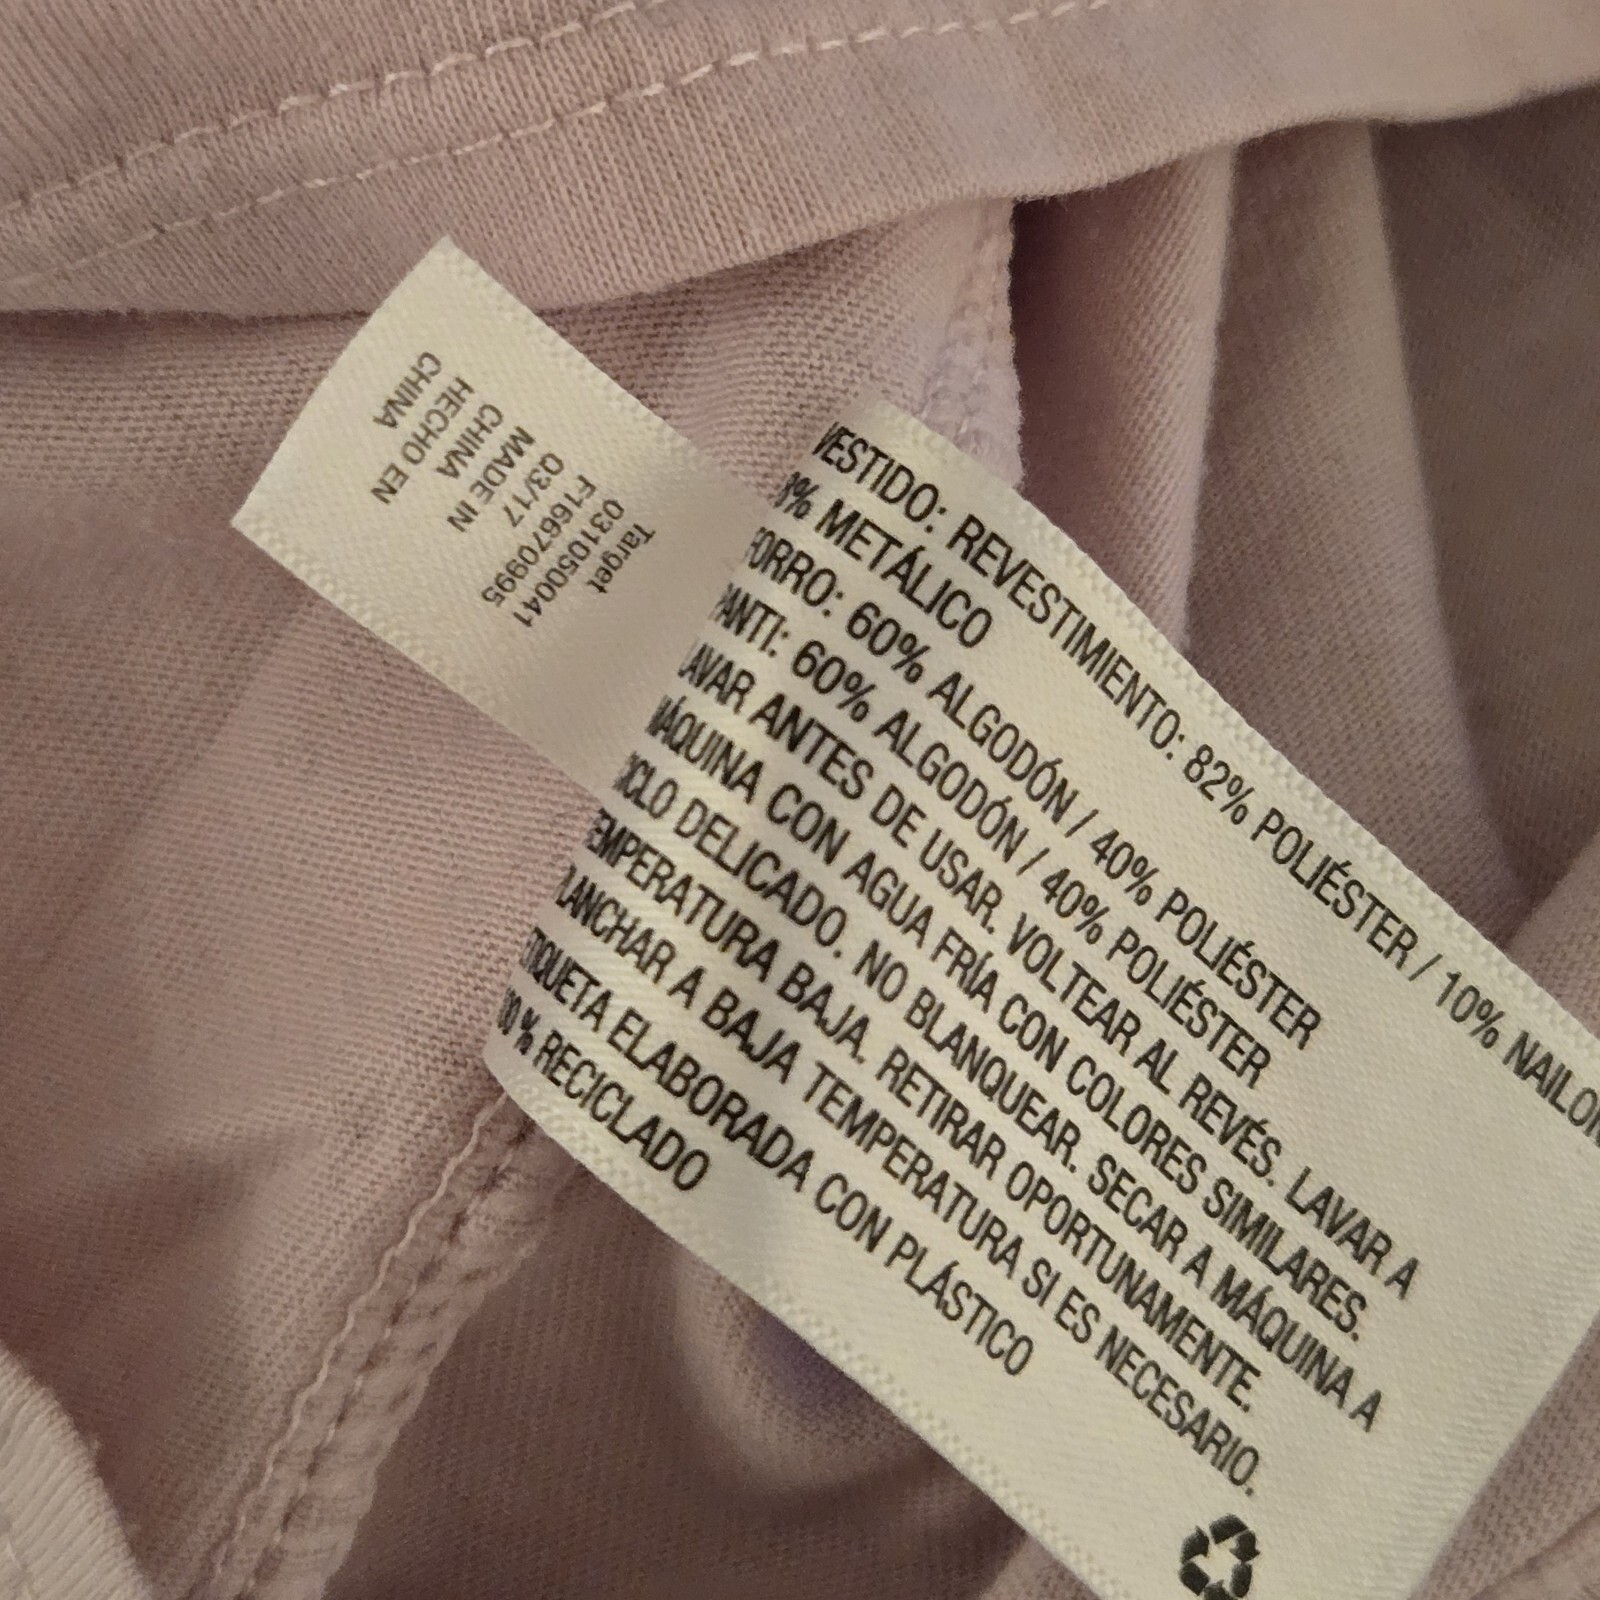 VESTIDO: REVESTIMIENTO: 82% POLIÉSTER / 10% NAILON
8% METÁLICO
FORRO: 60% ALGODÓN / 40% POLIÉSTER
PANTI: 60% ALGODÓN / 40% POLIÉSTER
LAVAR ANTES DE USAR. VOLTEAR AL REVÉS. LAVAR A
MÁQUINA CON AGUA FRÍA CON COLORES SIMILARES.
CICLO DELICADO. NO BLANQUEAR. SECAR A MÁQUINA A
TEMPERATURA BAJA. RETIRAR OPORTUNAMENTE.
PLANCHAR A BAJA TEMPERATURA SI ES NECESARIO.
ETIQUETA ELABORADA CON PLÁSTICO
100% RECICLADO
Target
031050041
F16670995
03/17
MADE IN
CHINA
HECHO EN
CHINA